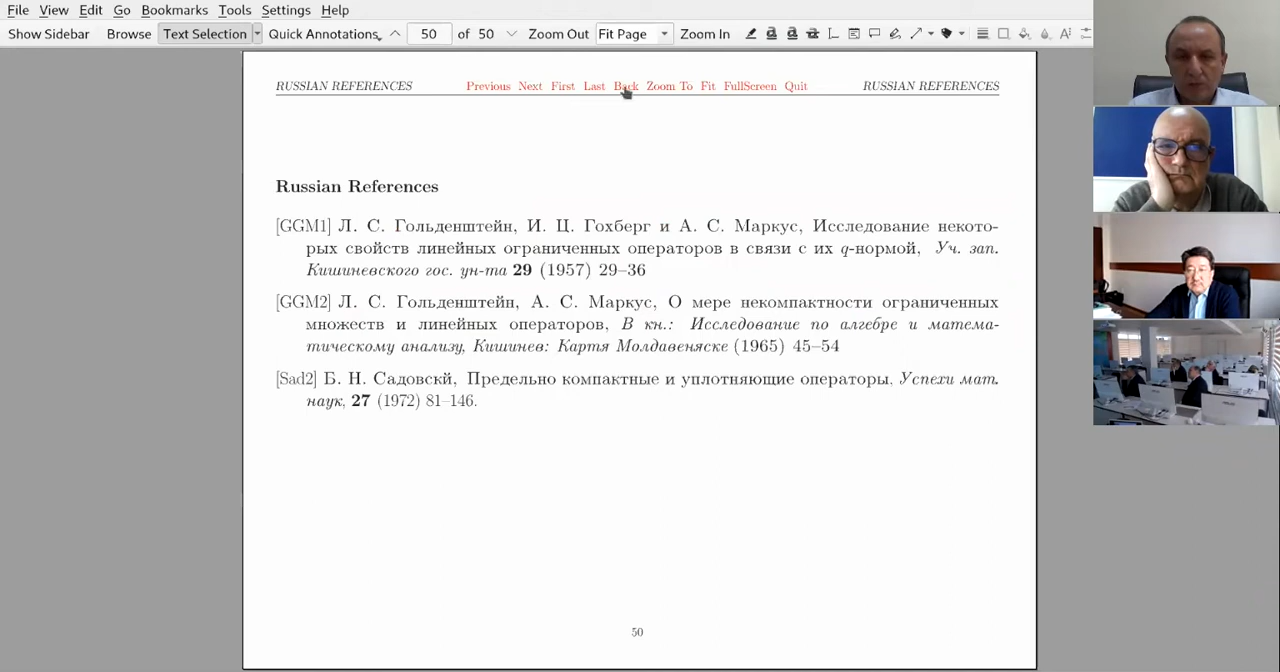 File View Edit Go Bookmarks Tools Settings Help
Show Sidebar Browse Text Selection Quick Annotations 50 of 50 Zoom Out Fit Page Zoom In
RUSSIAN REFERENCES Previous Next First Last Back Zoom To Fit FullScreen Quit RUSSIAN REFERENCES
Russian References
[GGM1] Л. С. Гольденштейн, И. Ц. Гохберг и А. С. Маркус, Исследование некото-
рых свойств линейных ограниченных операторов в связи с их q-нормой, Уч. зап.
Кишиневского гос. ун-та 29 (1957) 29–36
[GGM2] Л. С. Гольденштейн, А. С. Маркус, О мере некомпактности ограниченных
множеств и линейных операторов, В кн.: Исследование по алгебре и матема-
тическому анализу, Кишинев: Картя Молдавеняске (1965) 45–54
[Sad2] Б. Н. Садовскй, Предельно компактные и уплотняющие операторы, Успехи мат.
наук, 27 (1972) 81–146.
50